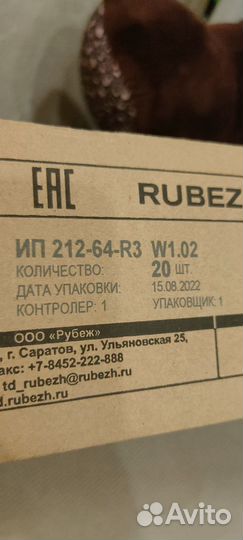 EAC RUBEZ
ИП 212-64-R3 W1.02
КОЛИЧЕСТВО: 20 ШТ.
ДАТА УПАКОВКИ: 15.08.2022
КОНТРОЛЕР: 1 УПАКОВЩИК: 1
ООО «Рубеж»
, г. Саратов, ул. Ульяновская 25,
акс: +7-8452-222-888
td_rubezh@rubezh.ru
d.rubezh.ru
Avito